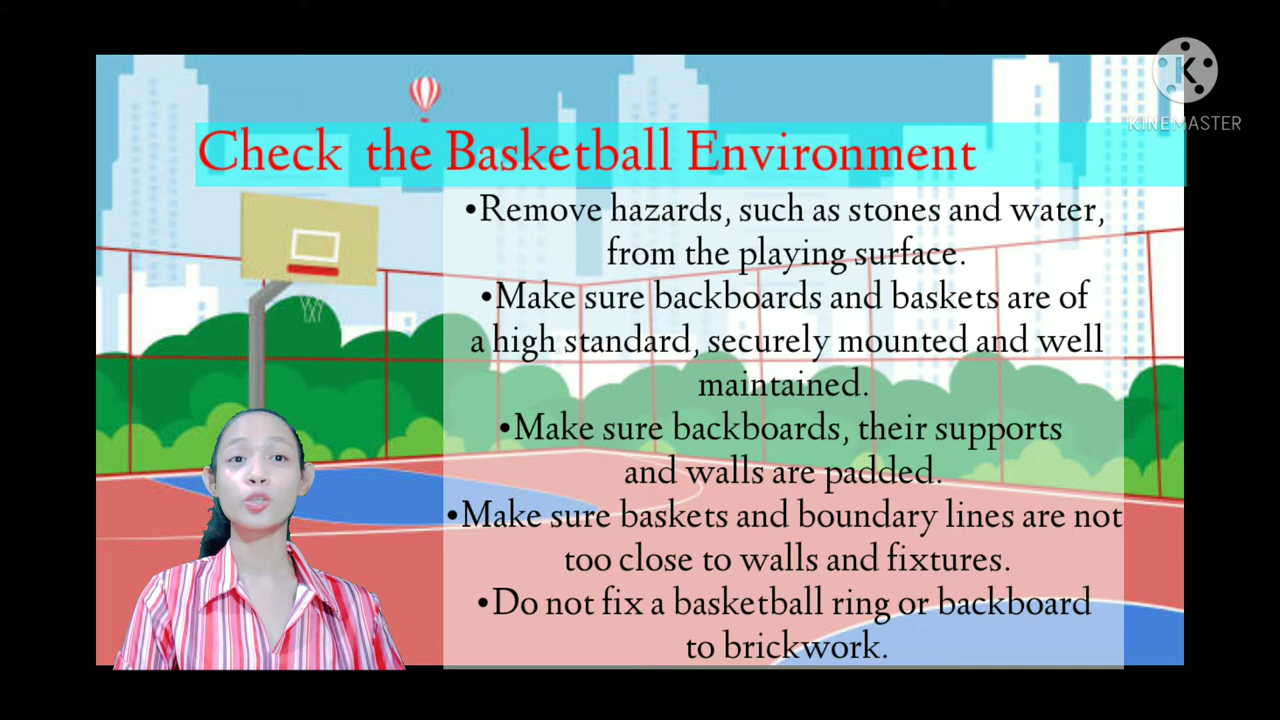 KINEMASTER
Check the Basketball Environment
•Remove hazards, such as stones and water,
from the playing surface.
•Make sure backboards and baskets are of
a high standard, securely mounted and well
maintained.
•Make sure backboards, their supports
and walls are padded.
•Make sure baskets and boundary lines are not
too close to walls and fixtures.
•Do not fix a basketball ring or backboard
to brickwork.